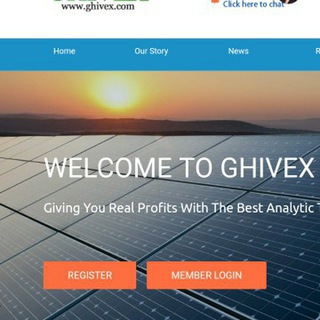 www.ghivex.com
Click here to chat
Home Our Story News R
WELCOME TO GHIVEX
Giving You Real Profits With The Best Analytic
REGISTER MEMBER LOGIN